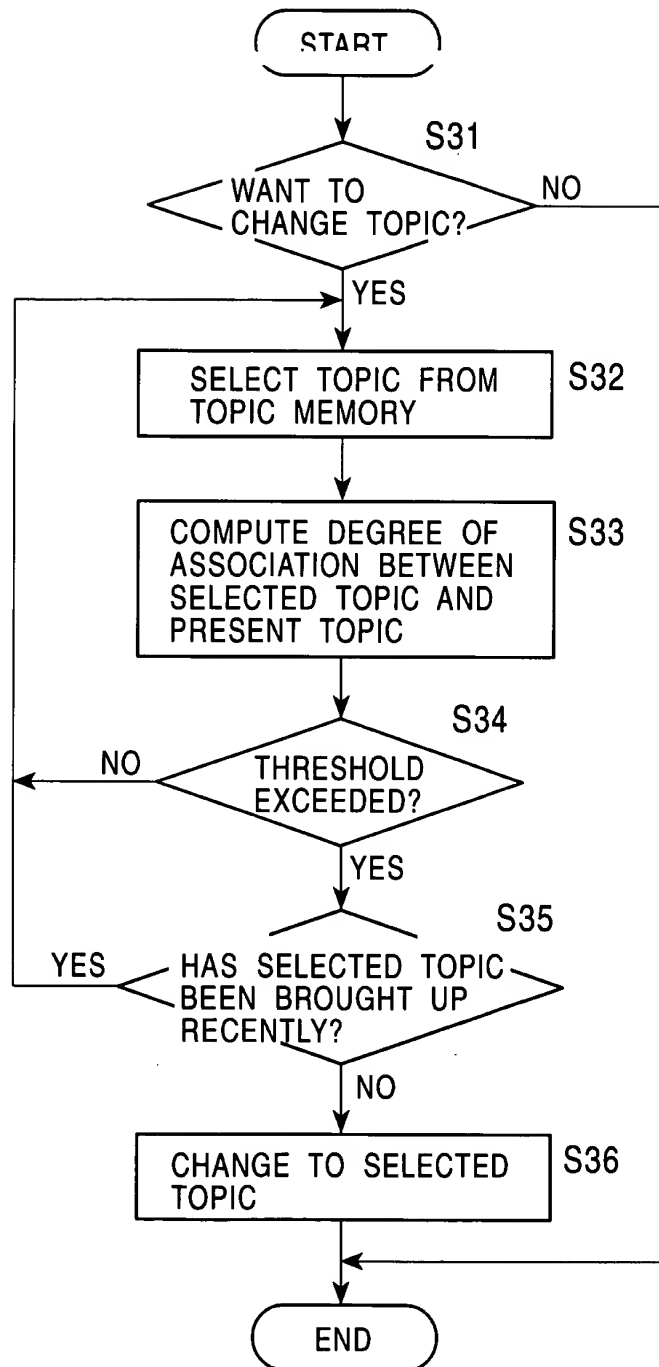 START
S31
WANT TO
CHANGE TOPIC?
NO
YES
SELECT TOPIC FROM
TOPIC MEMORY
S32
COMPUTE DEGREE OF
ASSOCIATION BETWEEN
SELECTED TOPIC AND
PRESENT TOPIC
S33
S34
NO
THRESHOLD
EXCEEDED?
YES
S35
YES
HAS SELECTED TOPIC
BEEN BROUGHT UP
RECENTLY?
NO
CHANGE TO SELECTED
TOPIC
S36
END